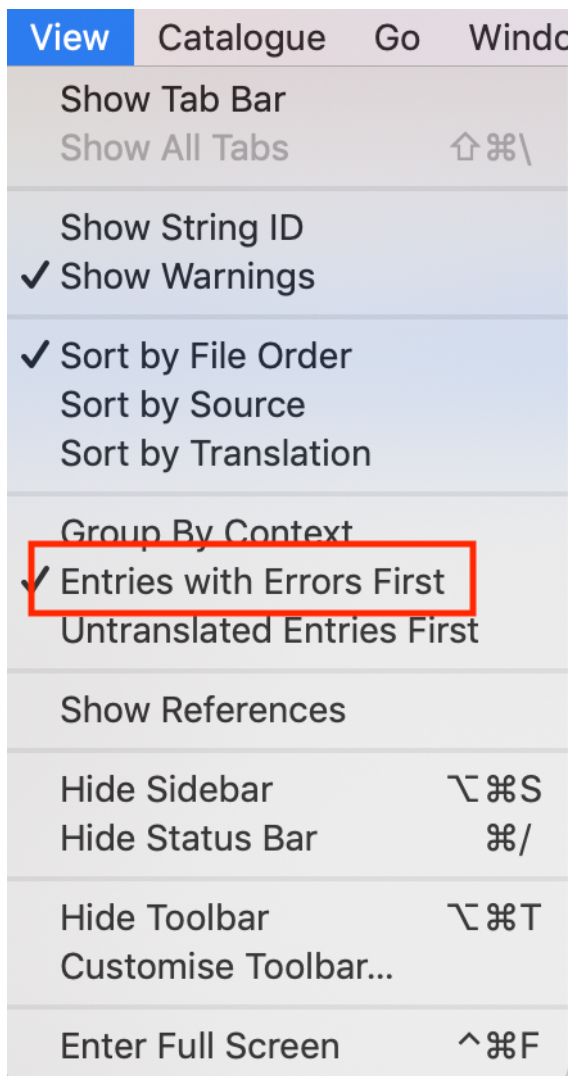 View Catalogue Go Windo
Show Tab Bar
Show All Tabs ⇧⌘\
Show String ID
✓ Show Warnings
✓ Sort by File Order
Sort by Source
Sort by Translation
Group By Context
✓ Entries with Errors First
Untranslated Entries First
Show References
Hide Sidebar ⌥⌘S
Hide Status Bar ⌘/
Hide Toolbar ⌥⌘T
Customise Toolbar...
Enter Full Screen ^⌘F